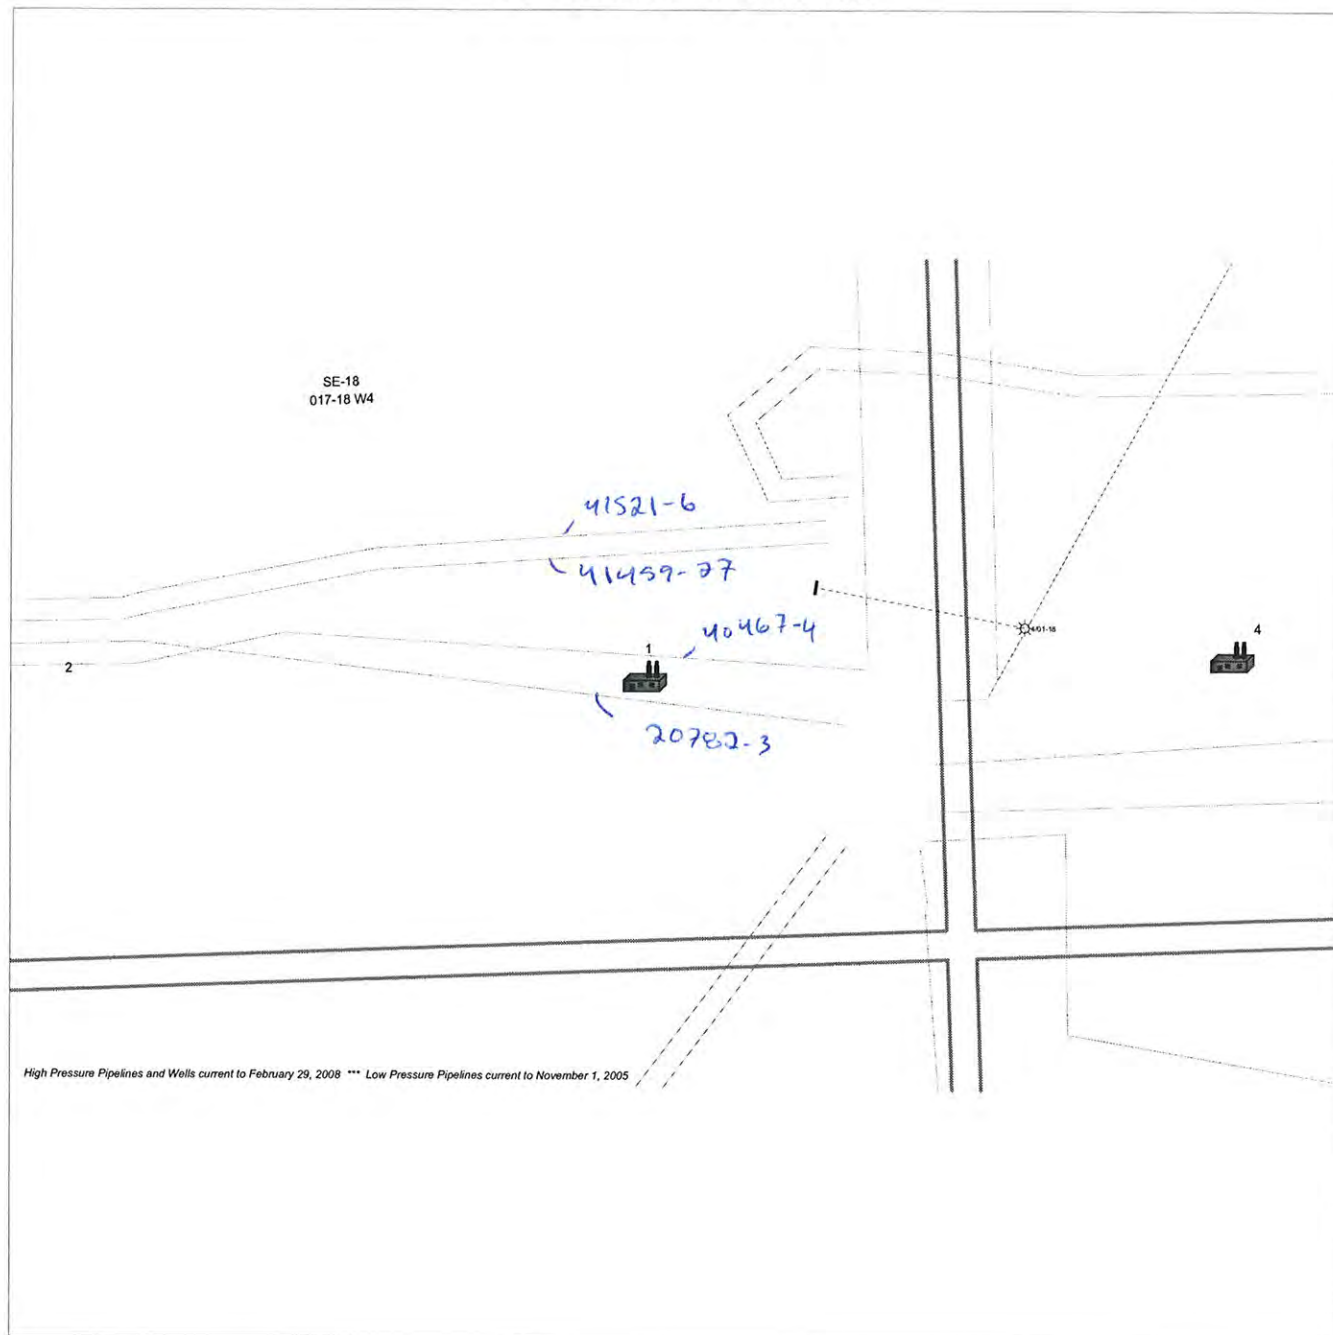 SE-18
017-18 W4
41521-6
41459-27
40467-4
1
4
2
20782-3
High Pressure Pipelines and Wells current to February 29, 2008 *** Low Pressure Pipelines current to November 1, 2005